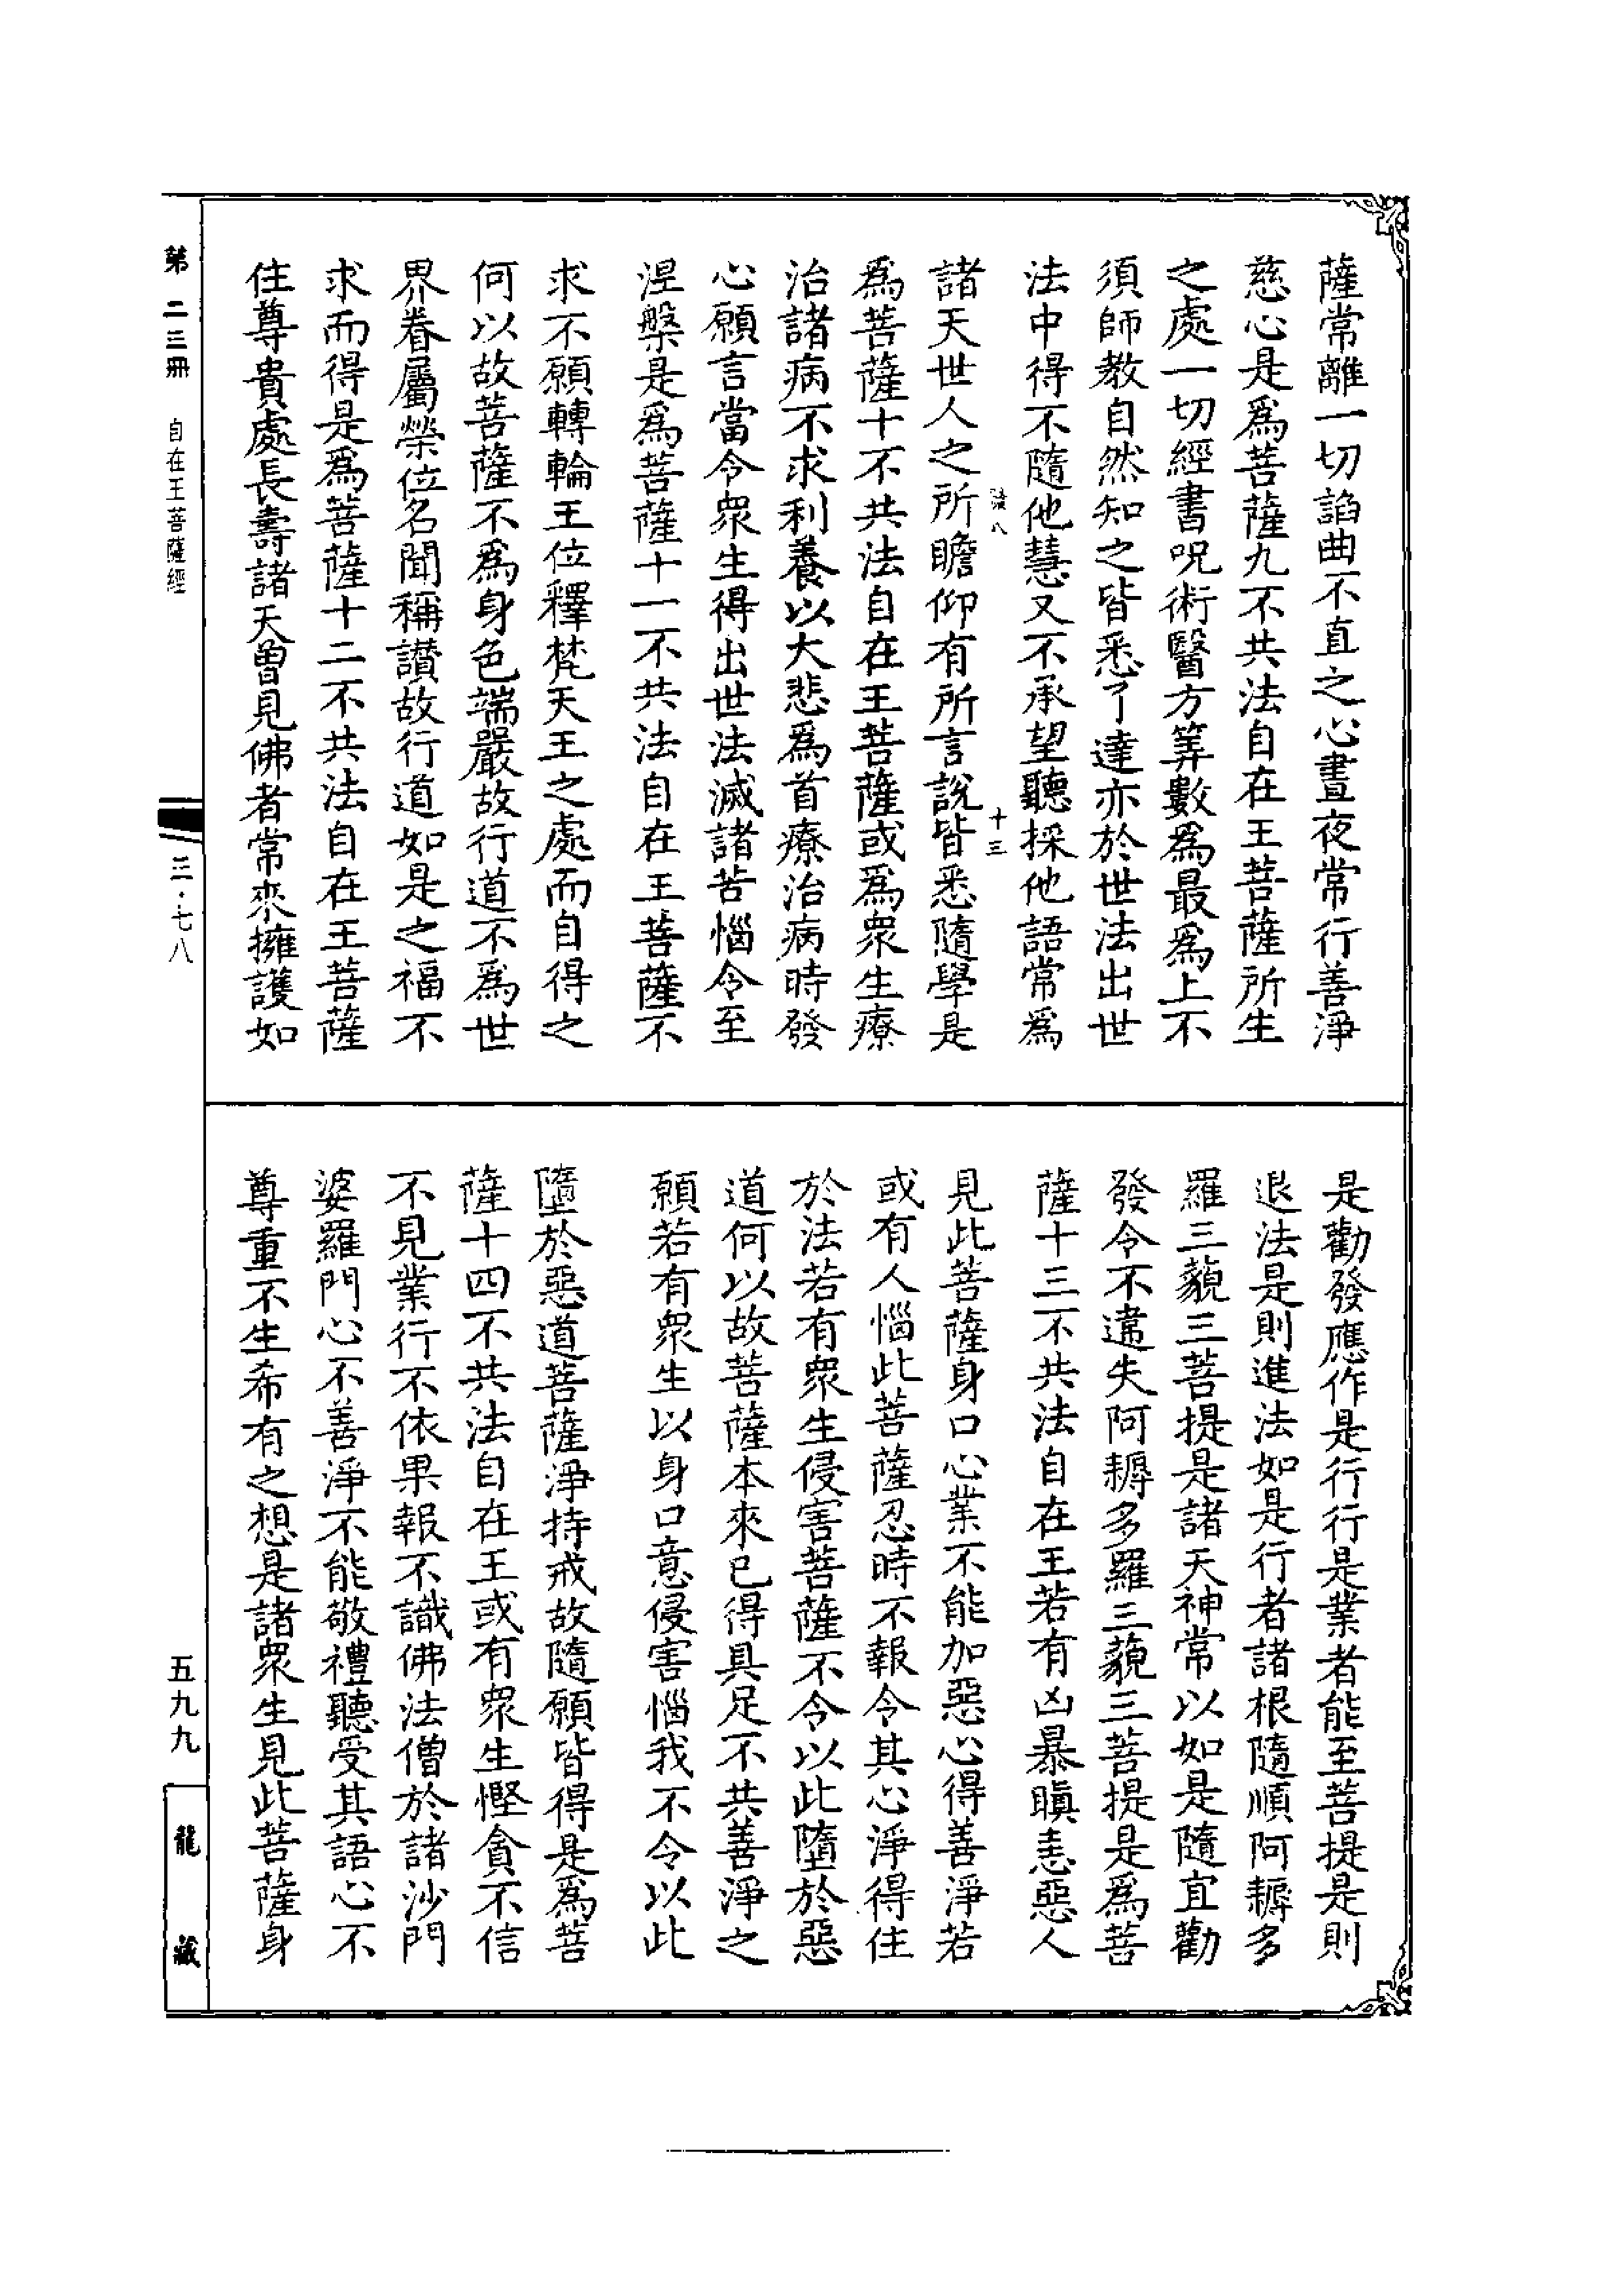 薩常離一切諂曲不直之心晝夜常行善淨
慈心是爲菩薩九不共法自在王菩薩所生
之處一切經書呪術醫方筭數爲最爲上不
須師教自然知之皆悉了達亦於世法出世
法中得不隨他慧又不承望聽採他語常爲
十三
諸天世人之所瞻仰有所言說皆悉隨學是
爲菩薩十不共法自在王菩薩或爲衆生療
治諸病不求利養以大悲爲首療治病時發
心願言當令衆生得出世法滅諸苦惱令至
涅槃是爲菩薩十一不共法自在王菩薩不
求不願轉輪王位釋梵天王之處而自得之
何以故菩薩不爲身色端嚴故行道不爲世
界眷屬榮位名聞稱讃故行道如是之福不
求而得是爲菩薩十二不共法自在王菩薩
住尊貴處長壽諸天曾見佛者常來擁護如
是勸發應作是行行是業者能至菩提是則
退法是則進法如是行者諸根隨順阿耨多
羅三藐三菩提是諸天神常以如是隨宜勸
發令不違失阿耨多羅三藐三菩提是爲菩
薩十三不共法自在王若有凶暴瞋恚惡人
見此菩薩身口心業不能加惡心得善淨若
或有人惱此菩薩忍時不報令其心淨得住
於法若有衆生侵害菩薩不令以此墮於惡
道何以故菩薩本來已得具足不共善淨之
願若有衆生以身口意侵害惱我不令以此
墮於惡道菩薩淨持戒故隨願皆得是爲菩
薩十四不共法自在王或有衆生慳貪不信
不見業行不依果報不識佛法僧於諸沙門
婆羅門心不善淨不能敬禮聽受其語心不
尊重不生希有之想是諸衆生見此菩薩身
第二三冊 自在王菩薩經
三·七八
五九九
龍藏